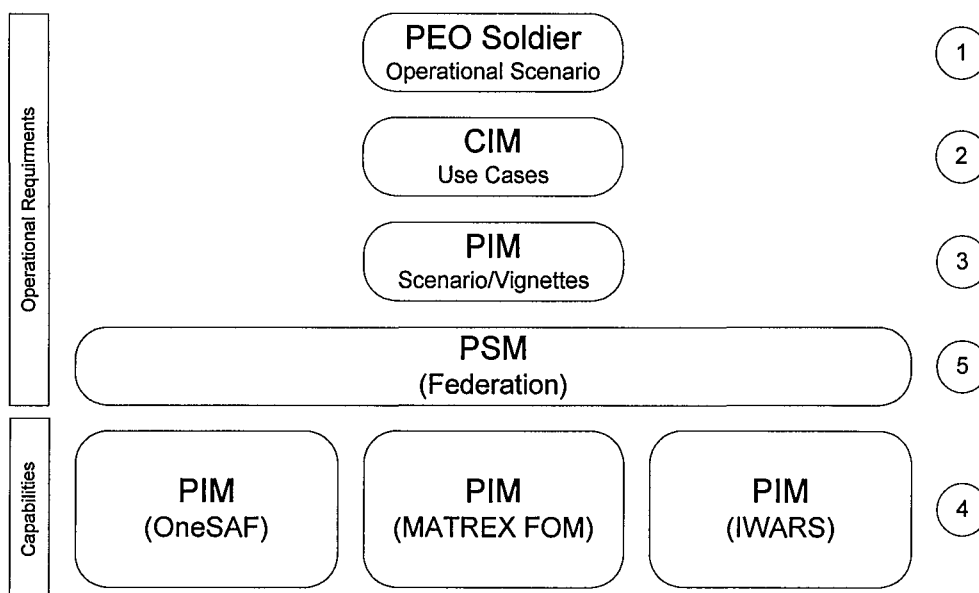 Operational Requirments
PEO Soldier
Operational Scenario
1
CIM
Use Cases
2
PIM
Scenario/Vignettes
3
PSM
(Federation)
5
Capabilities
PIM
(OneSAF)
PIM
(MATREX FOM)
PIM
(IWARS)
4